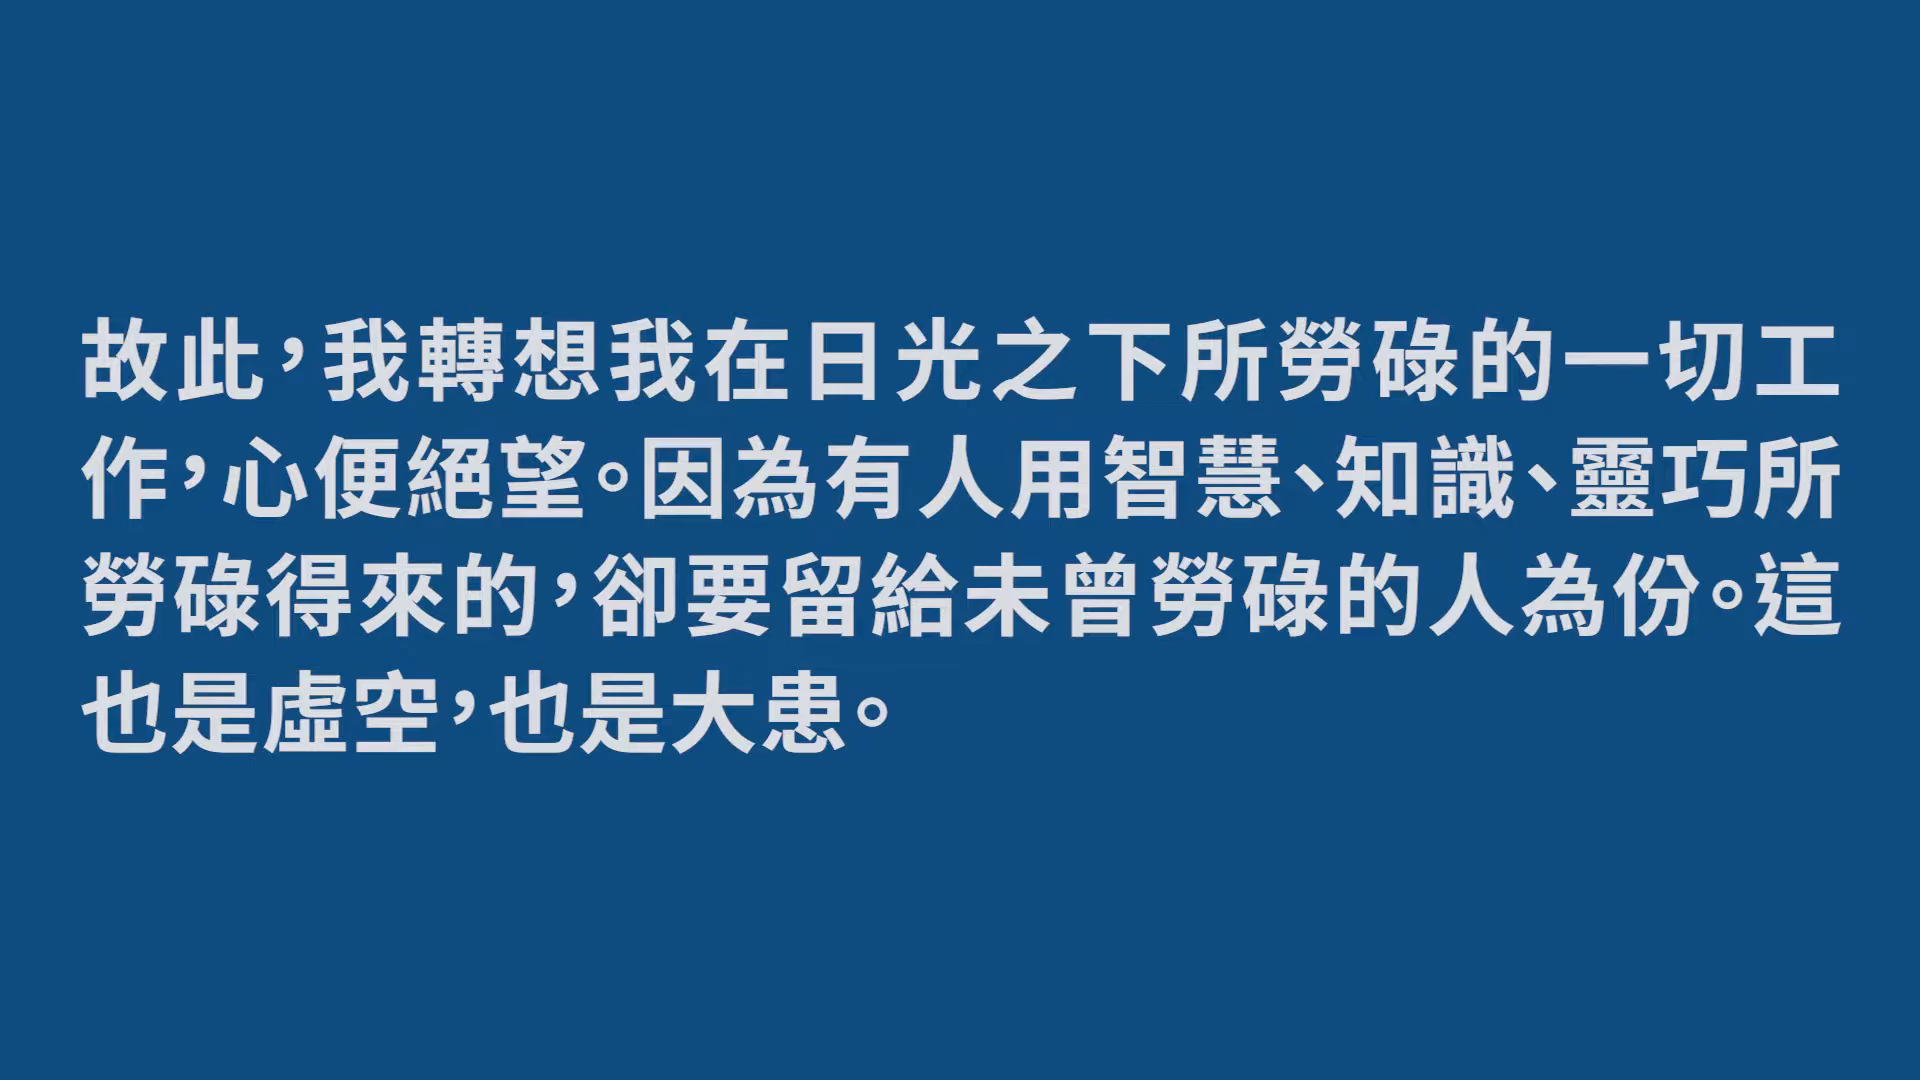 故此，我轉想我在日光之下所勞碌的一切工
作，心便絕望。因為有人用智慧、知識、靈巧所
勞碌得來的，卻要留給未曾勞碌的人為份。這
也是虛空，也是大患。